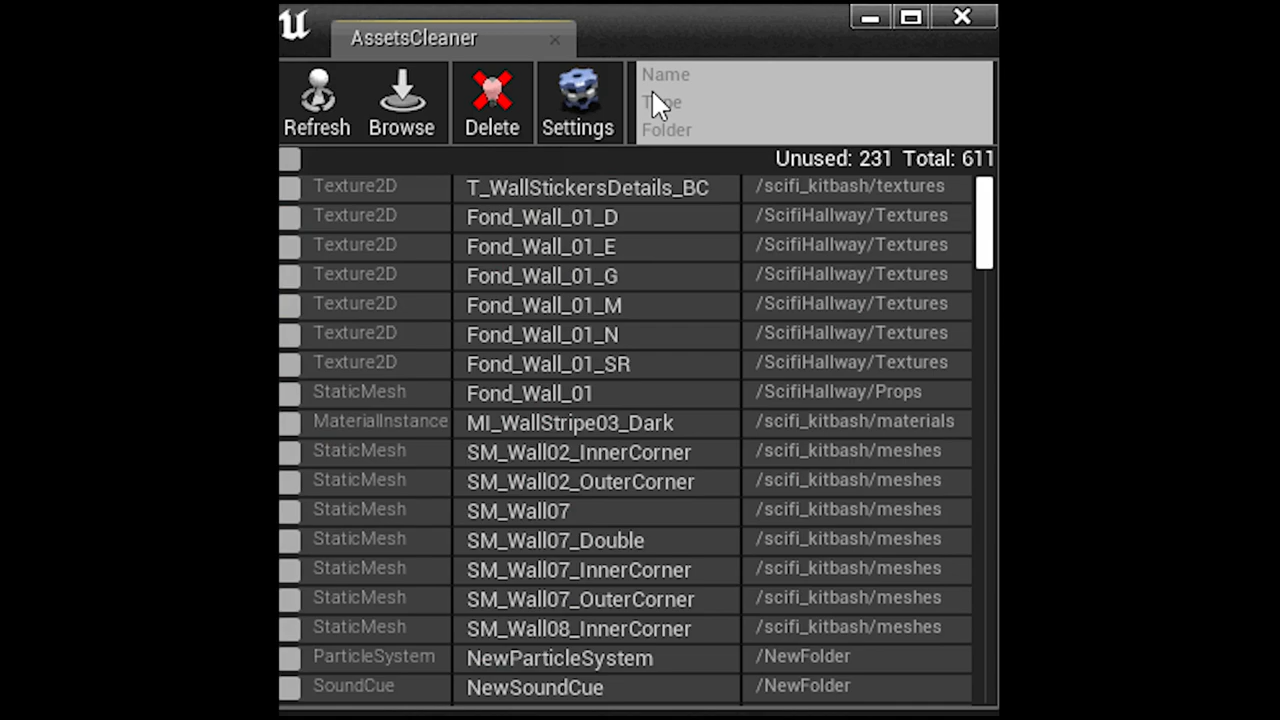 AssetsCleaner
Refresh Browse Delete Settings
Name
Type
Folder
Unused: 231 Total: 611
Texture2D T_WallStickersDetails_BC /scifi_kitbash/textures
Texture2D Fond_Wall_01_D /ScifiHallway/Textures
Texture2D Fond_Wall_01_E /ScifiHallway/Textures
Texture2D Fond_Wall_01_G /ScifiHallway/Textures
Texture2D Fond_Wall_01_M /ScifiHallway/Textures
Texture2D Fond_Wall_01_N /ScifiHallway/Textures
Texture2D Fond_Wall_01_SR /ScifiHallway/Textures
StaticMesh Fond_Wall_01 /ScifiHallway/Props
MaterialInstance MI_WallStripe03_Dark /scifi_kitbash/materials
StaticMesh SM_Wall02_InnerCorner /scifi_kitbash/meshes
StaticMesh SM_Wall02_OuterCorner /scifi_kitbash/meshes
StaticMesh SM_Wall07 /scifi_kitbash/meshes
StaticMesh SM_Wall07_Double /scifi_kitbash/meshes
StaticMesh SM_Wall07_InnerCorner /scifi_kitbash/meshes
StaticMesh SM_Wall07_OuterCorner /scifi_kitbash/meshes
StaticMesh SM_Wall08_InnerCorner /scifi_kitbash/meshes
ParticleSystem NewParticleSystem /NewFolder
SoundCue NewSoundCue /NewFolder